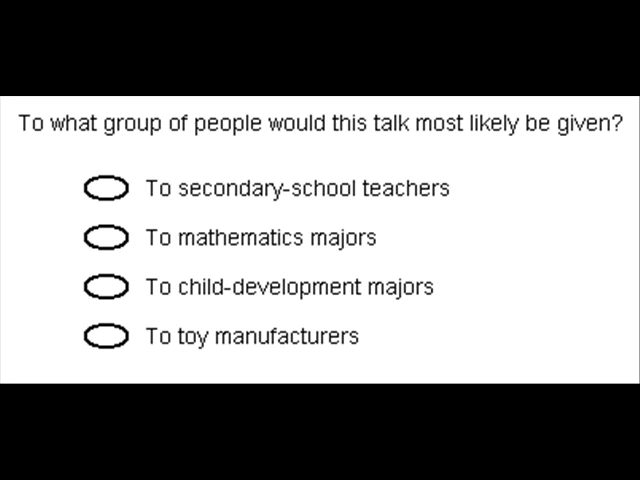 To what group of people would this talk most likely be given?
To secondary-school teachers
To mathematics majors
To child-development majors
To toy manufacturers